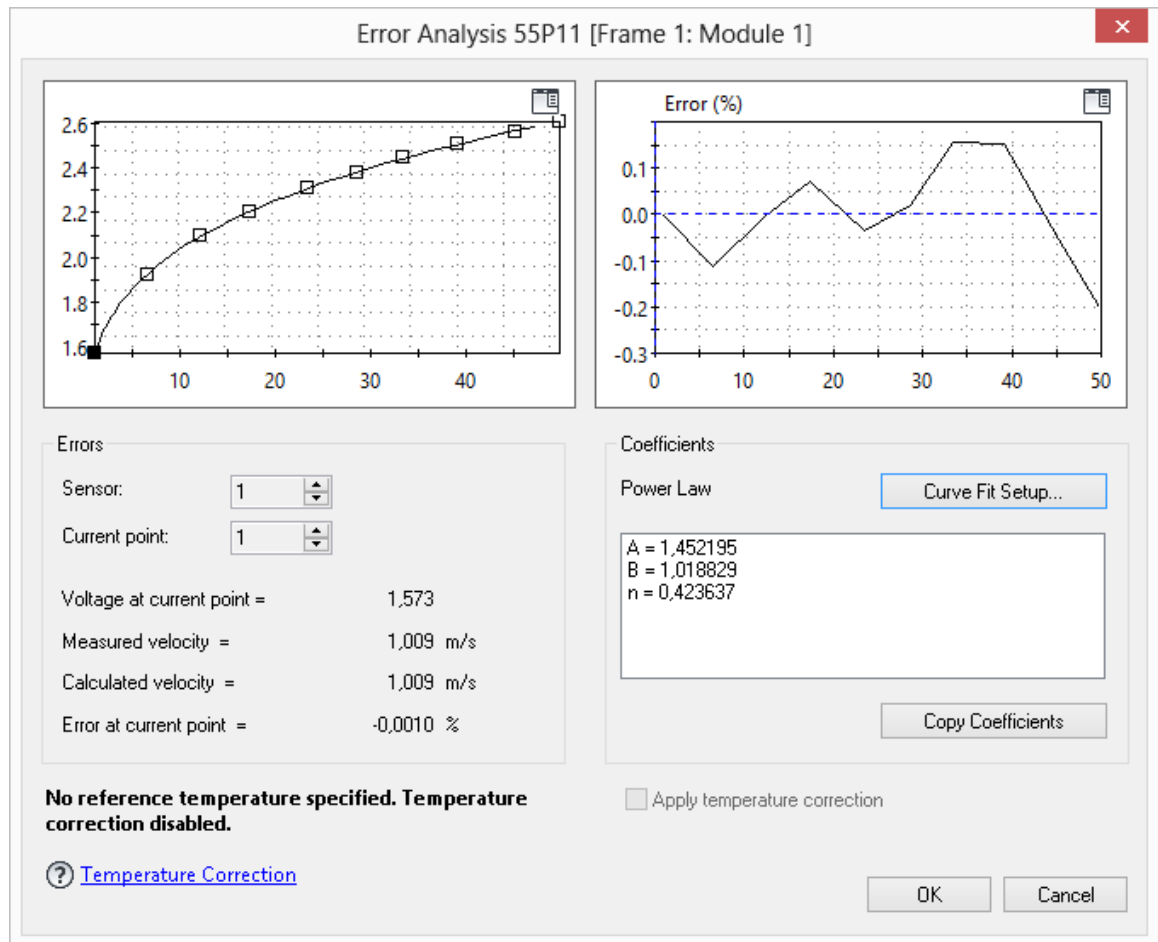 Error Analysis 55P11 [Frame 1: Module 1]
2.6
2.4
2.2
2.0
1.8
1.6
10 20 30 40
Error (%)
0.1
0.0
-0.1
-0.2
-0.3
0 10 20 30 40 50
Errors
Sensor: 1
Current point: 1
Voltage at current point = 1,573
Measured velocity = 1,009 m/s
Calculated velocity = 1,009 m/s
Error at current point = -0,0010 %
Coefficients
Power Law Curve Fit Setup...
A = 1,452195
B = 1,018829
n = 0,423637
Copy Coefficients
No reference temperature specified. Temperature
correction disabled.
Apply temperature correction
? Temperature Correction
OK Cancel